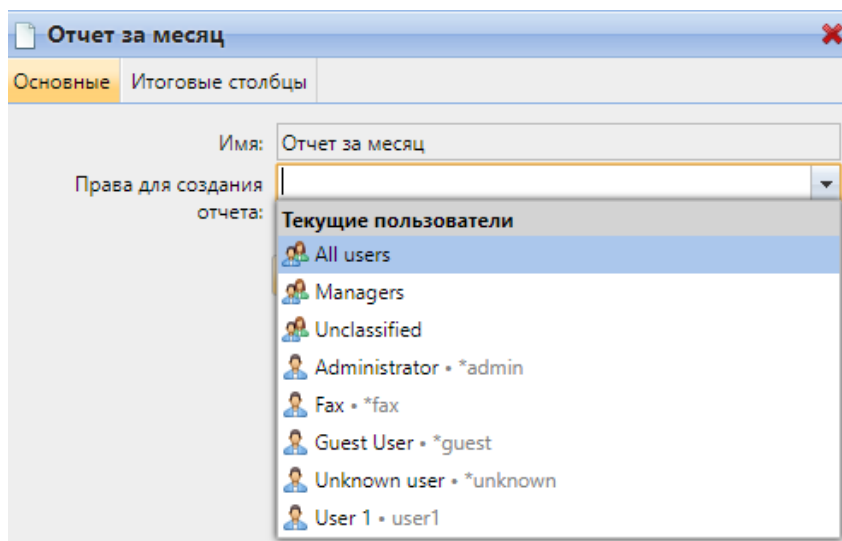 Отчет за месяц
Основные Итоговые столбцы
Имя: Отчет за месяц
Права для создания
отчета:
Текущие пользователи
All users
Managers
Unclassified
Administrator • *admin
Fax • *fax
Guest User • *guest
Unknown user • *unknown
User 1 • user1